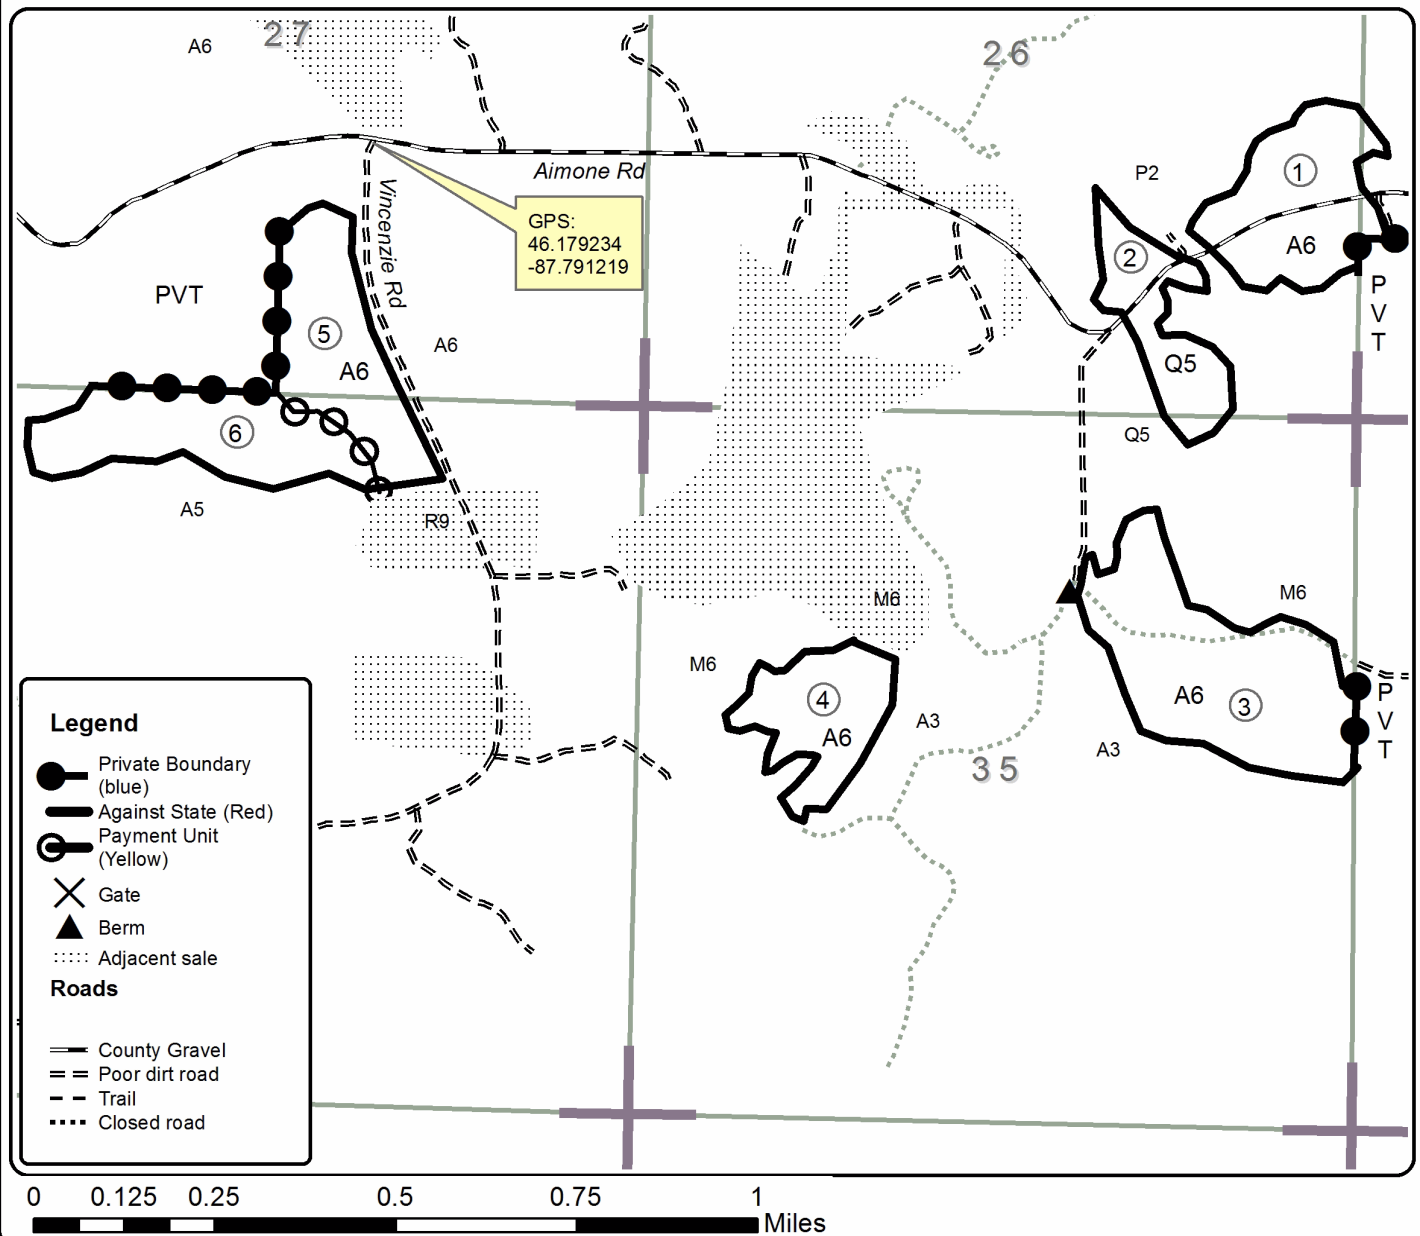 27
26
A6
Aimone Rd
Vincenzie Rd
GPS:
46.179234
-87.791219
P2
1
A6
2
P
V
T
PVT
5
A6
A6
Q5
Q5
6
A5
R9
M6
M6
M6
4
A6
A3
A6
3
A3
P
V
T
35
Legend
Private Boundary
(blue)
Against State (Red)
Payment Unit
(Yellow)
Gate
Berm
Adjacent sale
Roads
County Gravel
Poor dirt road
Trail
Closed road
0 0.125 0.25 0.5 0.75 1
Miles